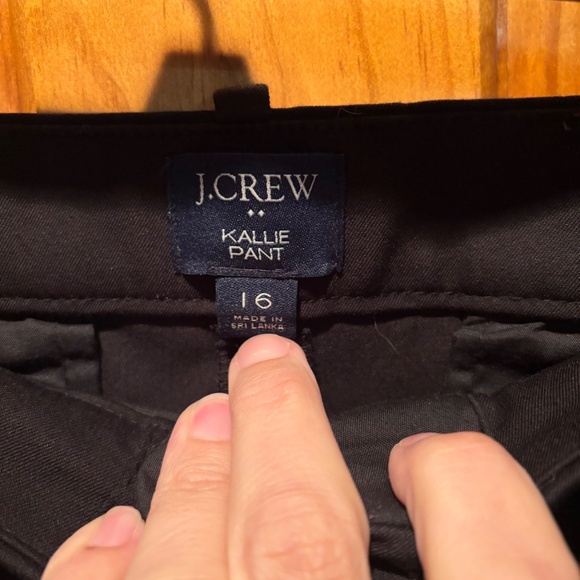 J.CREW
KALLIE
PANT
16
MADE IN
SRI LANKA